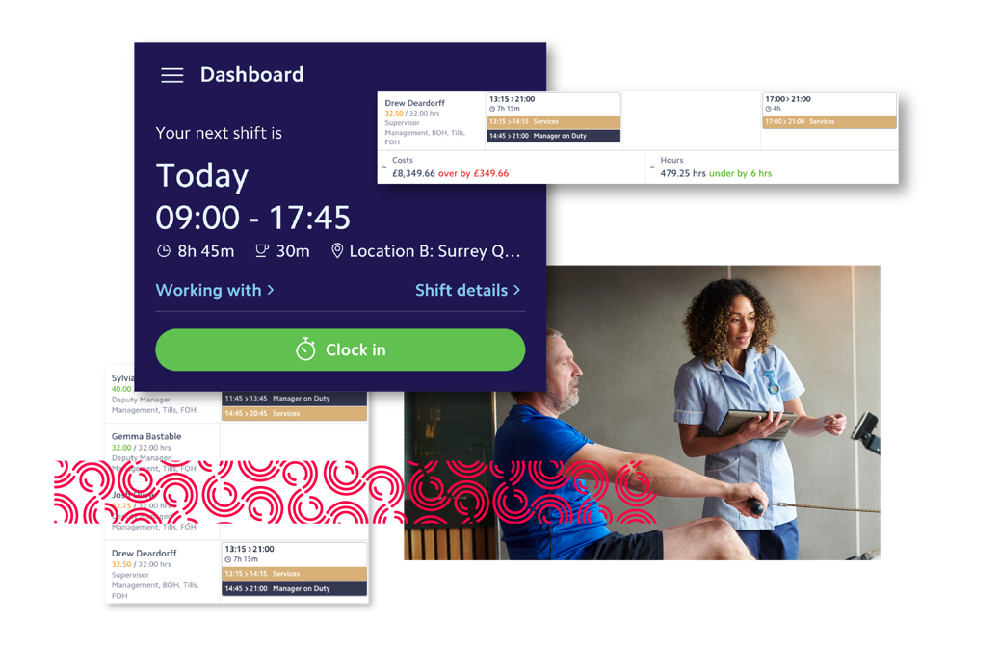 Dashboard
Your next shift is
Today
09:00 - 17:45
8h 45m 30m Location B: Surrey Q...
Working with >
Shift details >
Clock in
Drew Deardorff
32.50 / 32.00 hrs
Supervisor
Management, BOH, Tills,
FOH
13:15 > 21:00
7h 15m
13:15 > 14:15 Services
14:45 > 21:00 Manager on Duty
17:00 > 21:00
4h
17:00 > 21:00 Services
Costs
£8,349.66 over by £349.66
Hours
479.25 hrs under by 6 hrs
Sylvia
40.00
Deputy Manager
Management, Tills, FOH
11:45 > 13:45 Manager on Duty
14:45 > 20:45 Services
Gemma Bastable
32.00 / 32.00 hrs
Deputy Manager
Management, Tills, FOH
32.75 / 32.00 hrs
Management, Tills, FOH
Drew Deardorff
32.50 / 32.00 hrs
Supervisor
Management, BOH, Tills,
FOH
13:15 > 21:00
7h 15m
13:15 > 14:15 Services
14:45 > 21:00 Manager on Duty